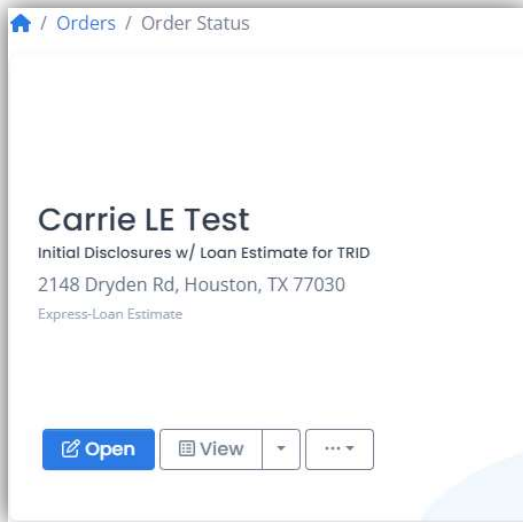 / Orders / Order Status
Carrie LE Test
Initial Disclosures w/ Loan Estimate for TRID
2148 Dryden Rd, Houston, TX 77030
Express-Loan Estimate
Open View ...